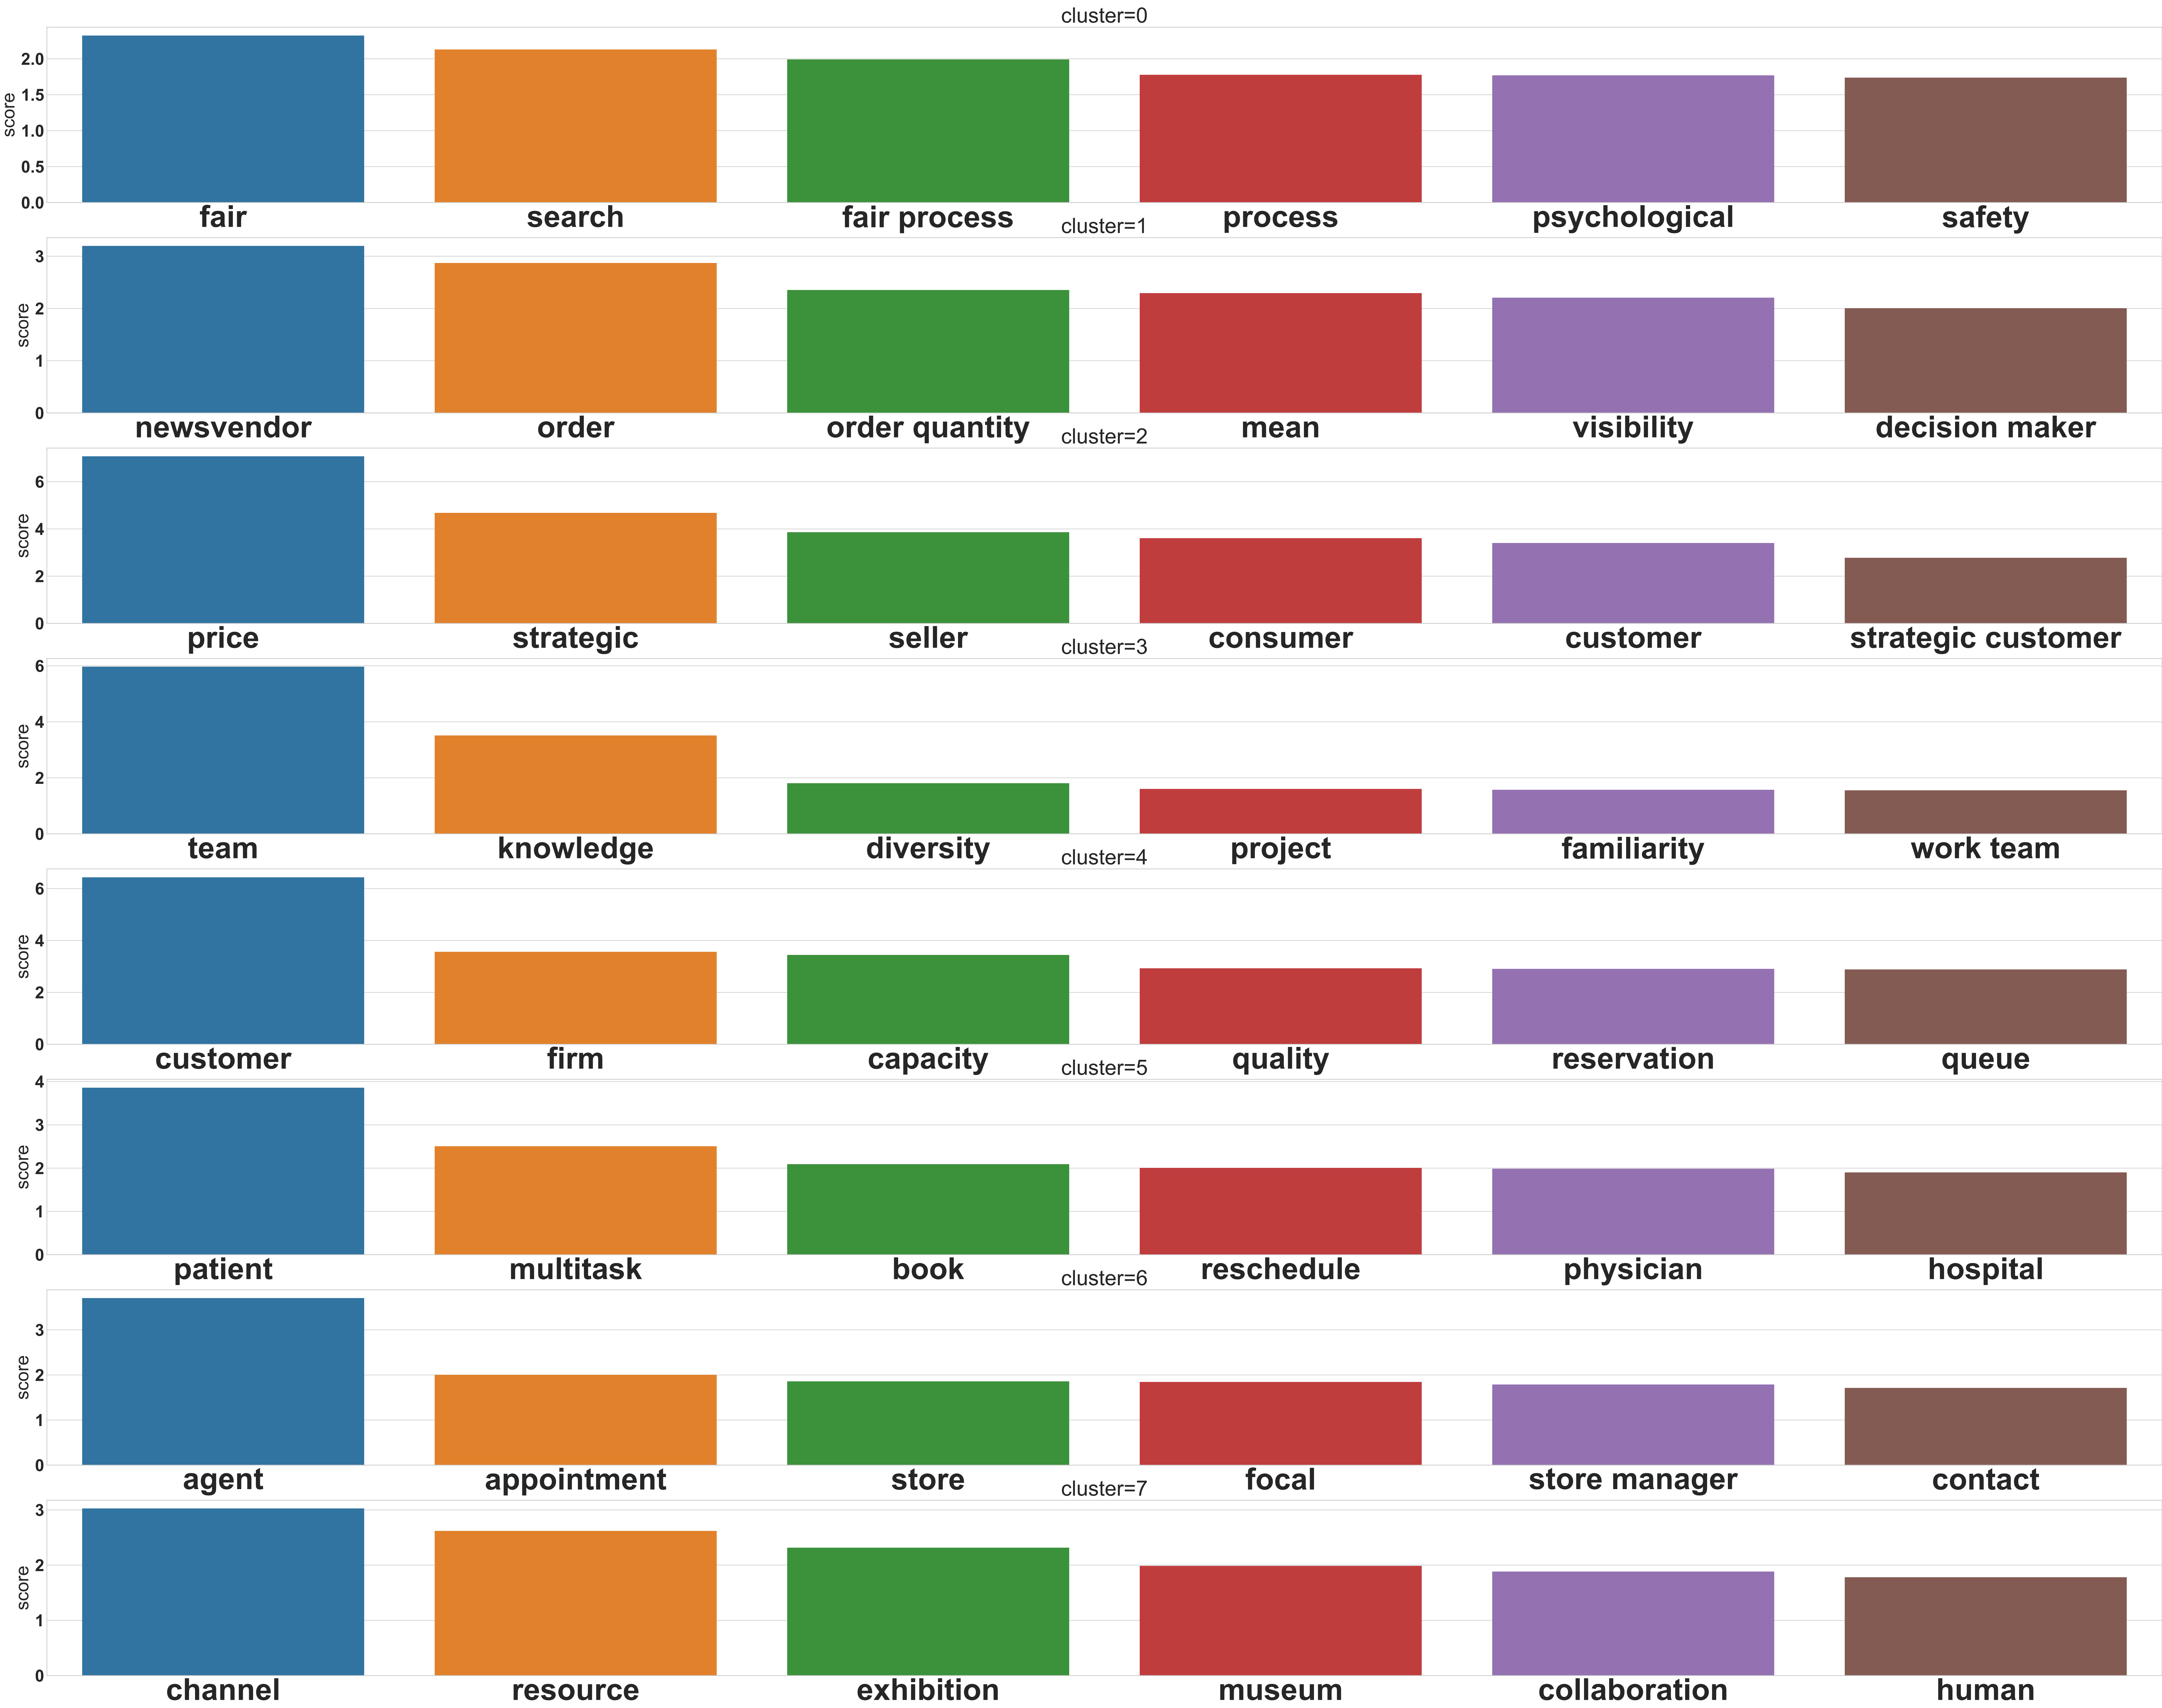 cluster=0
2.0
1.5
1.0
0.5
0.0
score
fair search fair process process psychological safety
cluster=1
3
2
1
0
score
newsvendor order order quantity mean visibility decision maker
cluster=2
6
4
2
0
score
price strategic seller consumer customer strategic customer
cluster=3
6
4
2
0
score
team knowledge diversity project familiarity work team
cluster=4
6
4
2
0
score
customer firm capacity quality reservation queue
cluster=5
4
3
2
1
0
score
patient multitask book reschedule physician hospital
cluster=6
3
2
1
0
score
agent appointment store focal store manager contact
cluster=7
3
2
1
0
score
channel resource exhibition museum collaboration human